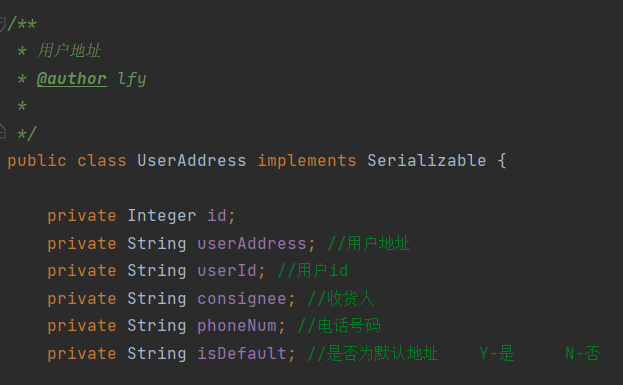 /**
 * 用户地址
 * @author lfy
 *
 */
public class UserAddress implements Serializable {
private Integer id;
private String userAddress; //用户地址
private String userId; //用户id
private String consignee; //收货人
private String phoneNum; //电话号码
private String isDefault; //是否为默认地址    Y-是     N-否